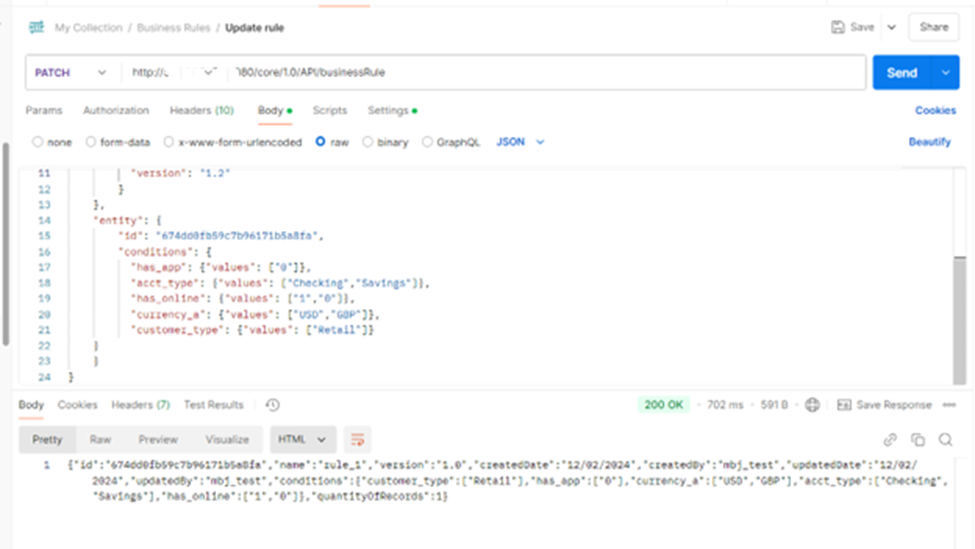 My Collection / Business Rules / Update rule
Save
Share
PATCH
http://
180/core/1.0/API/businessRule
Send
Params Authorization Headers (10) Body Scripts Settings
Cookies
none form-data x-www-form-urlencoded raw binary GraphQL JSON
Beautify
11 "version": "1.2"
12 }
13 },
14 "entity": {
15 "id": "674dd0fb59c7b96171b5a8fa",
16 "conditions": {
17 "has_app": {"values": ["0"]},
18 "acct_type": {"values": ["Checking","Savings"]},
19 "has_online": {"values": ["1","0"]},
20 "currency_a": {"values": ["USD","GBP"]},
21 "customer_type": {"values": ["Retail"]}
22 }
23 }
24 }
Body Cookies Headers (7) Test Results
200 OK • 702 ms • 591 B • Save Response
Pretty Raw Preview Visualize HTML
1 {"id":"674dd0fb59c7b96171b5a8fa","name":"rule_1","version":"1.0","createdDate":"12/02/2024","createdBy":"mbj_test","updatedDate":"12/02/
2024","updatedBy":"mbj_test","conditions":{"customer_type":["Retail"],"has_app":["0"],"currency_a":["USD","GBP"],"acct_type":["Checking",
"Savings"],"has_online":["1","0"]},"quantityOfRecords":1}